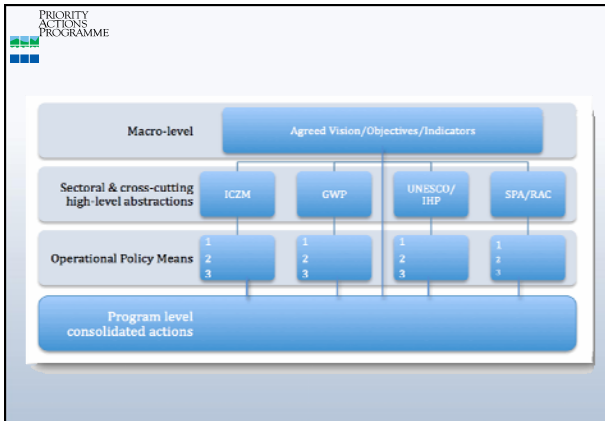 PRIORITY
ACTIONS
PROGRAMME
Macro-level
Agreed Vision/Objectives/Indicators
Sectoral & cross-cutting
high-level abstractions
ICZM
GWP
UNESCO/
IHP
SPA/RAC
Operational Policy Means
1
2
3
1
2
3
1
2
3
1
2
3
Program level
consolidated actions